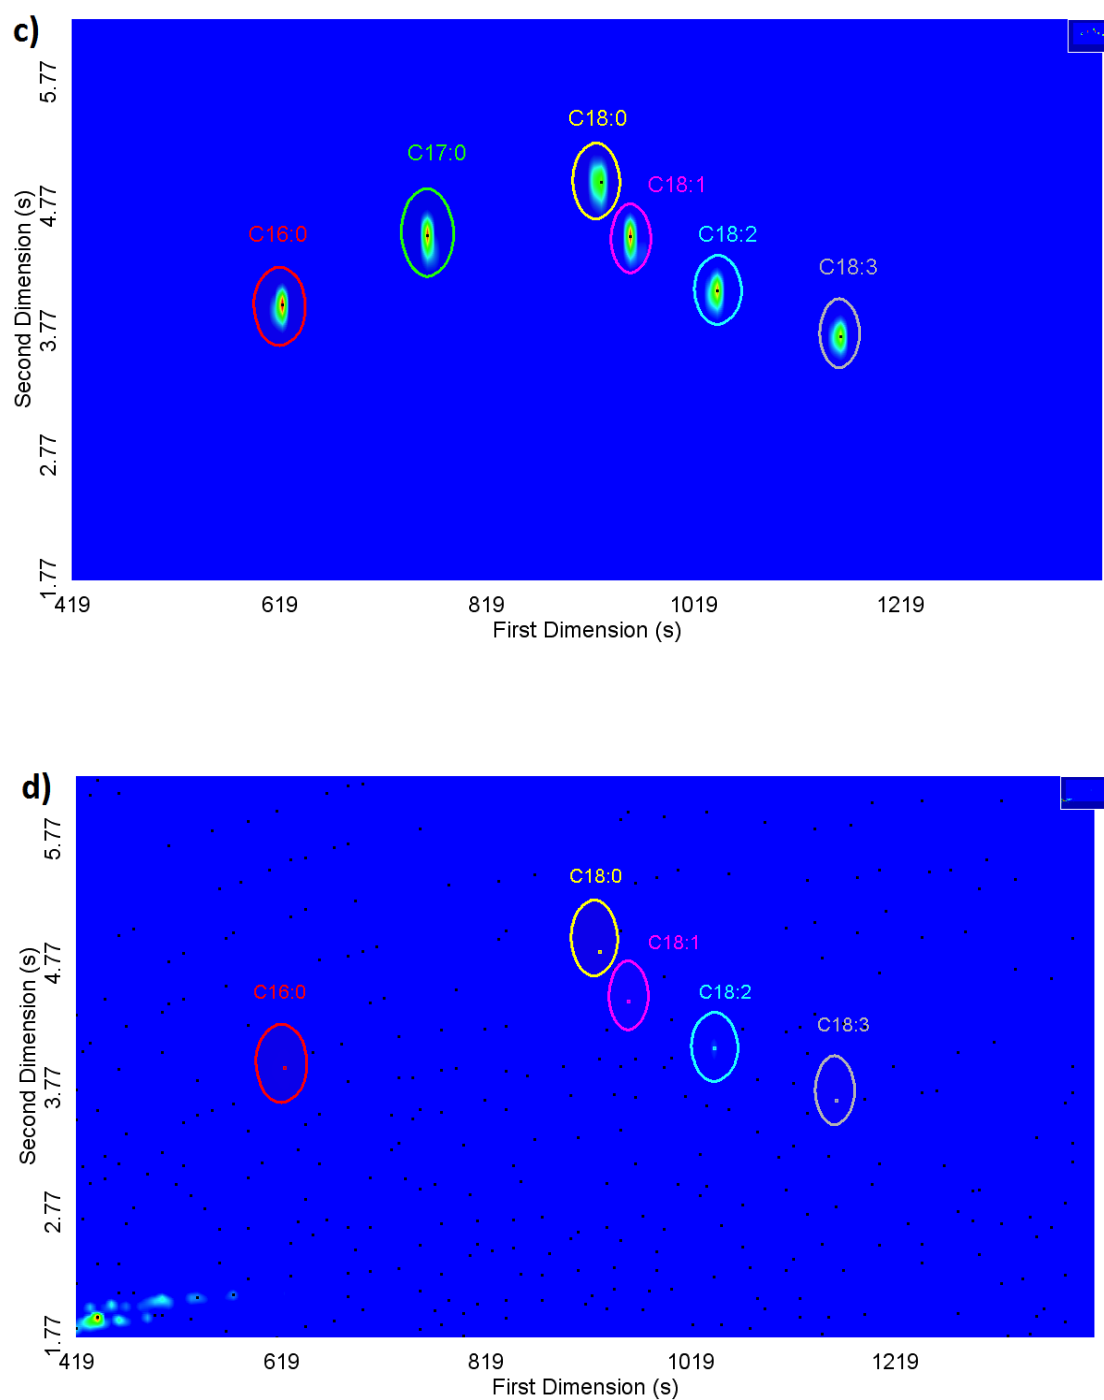 c)
5.77
4.77
3.77
2.77
1.77
Second Dimension (s)
C16:0
C17:0
C18:0
C18:1
C18:2
C18:3
419
619
819
1019
1219
First Dimension (s)
d)
5.77
4.77
3.77
2.77
1.77
Second Dimension (s)
C16:0
C18:0
C18:1
C18:2
C18:3
419
619
819
1019
1219
First Dimension (s)